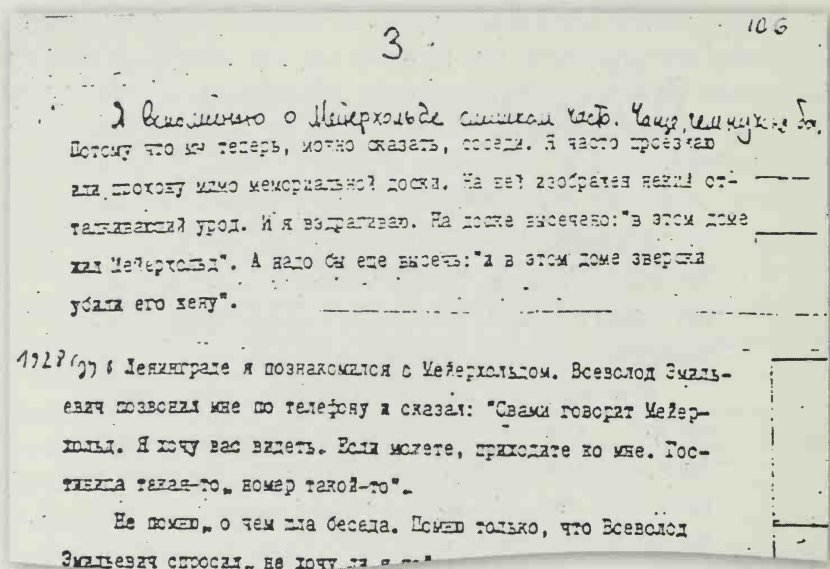 106
3
Я вспоминаю о Мейерхольде слишком часто. Чаще, чем нужно бы.
Потому что мы теперь, можно сказать, соседи. Я часто проезжаю
или прохожу мимо мемориальной доски. На ней изображен некий от-
талкивающий урод. И я вздрагиваю. На доске высечено:"в этом доме
жил Мейерхольд". А надо бы еще высечь:"и в этом доме зверски
убили его жену".
1928 году в Ленинграде я познакомился с Мейерхольдом. Всеволод Эмиль-
евич позвонил мне по телефону и сказал: "Свами говорит Мейер-
хольд. Я хочу вас видеть. Если можете, приходите ко мне. Гос-
тиница такая-то, номер такой-то".
Не помню, о чем шла беседа. Помню только, что Всеволод
Эмильевич спросил, не хочу ли я